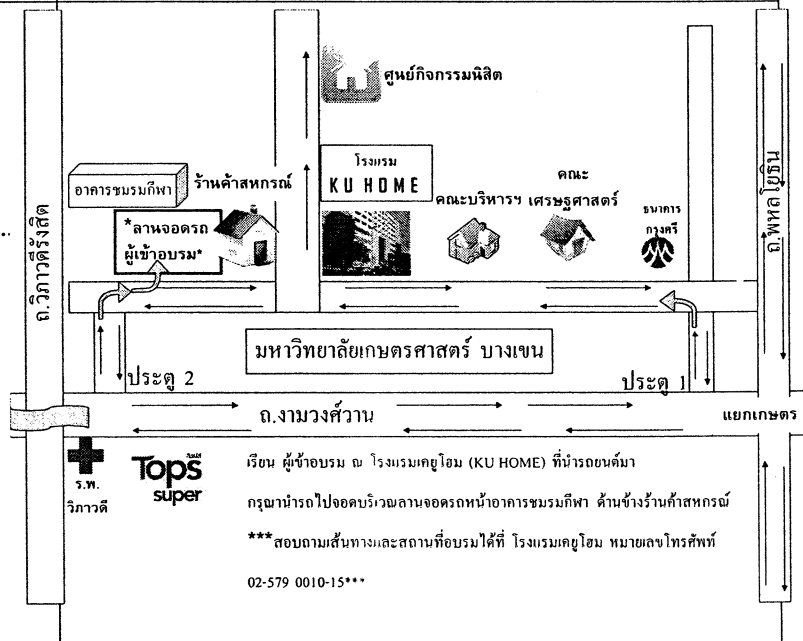 ศูนย์กิจกรรมนิสิต
โรงแรม
KU HOME
อาคารชมรมกีฬา
ร้านค้าสหกรณ์
คณะบริหารฯ
คณะ
เศรษฐศาสตร์
ธนาคาร
กรุงศรี
*ลานจอดรถ
ผู้เข้าอบรม*
ถ.วิภาวดีรังสิต
ถ.พหลโยธิน
มหาวิทยาลัยเกษตรศาสตร์ บางเขน
ประตู 2
ประตู 1
ถ.งามวงศ์วาน
แยกเกษตร
ร.พ.
วิภาวดี
Tops
super
เรียน ผู้เข้าอบรม ณ โรงแรมเคยูโฮม (KU HOME) ที่นำรถยนต์มา
กรุณานำรถไปจอดบริเวณลานจอดรถหน้าอาคารชมรมกีฬา ด้านข้างร้านค้าสหกรณ์
***สอบถามเส้นทางและสถานที่อบรมได้ที่ โรงแรมเคยูโฮม หมายเลขโทรศัพท์
02-579 0010-15***